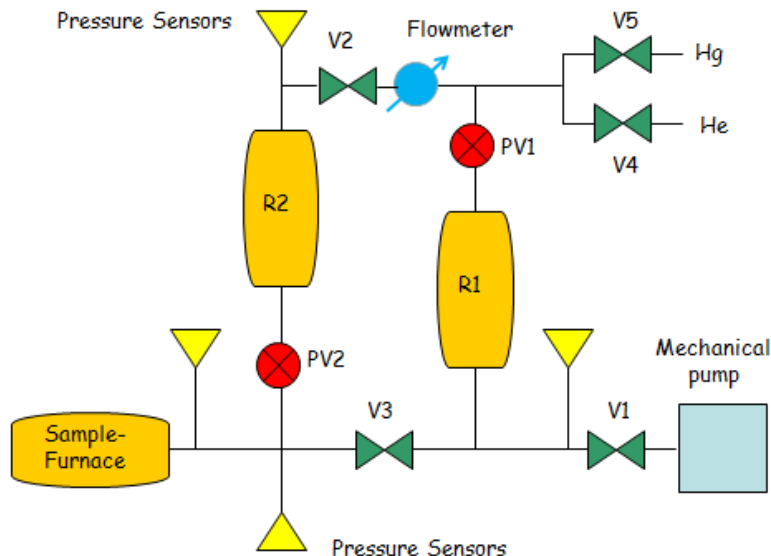 Pressure Sensors
V2
Flowmeter
V5
Hg
PV1
He
V4
R2
R1
PV2
Mechanical
pump
V3
V1
Sample-
Furnace
Pressure Sensors